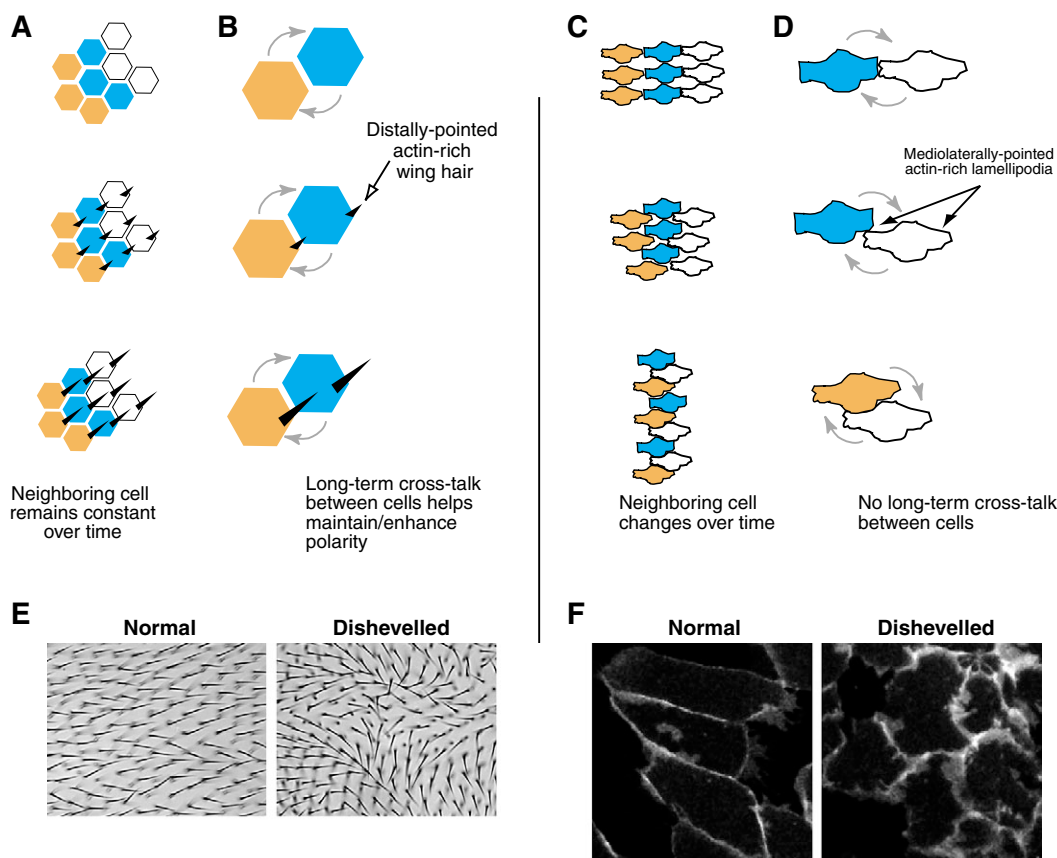 A
B
Distally-pointed
actin-rich
wing hair
Neighboring cell
remains constant
over time
Long-term cross-talk
between cells helps
maintain/enhance
polarity
C
D
Mediolaterally-pointed
actin-rich lamellipodia
Neighboring cell
changes over time
No long-term cross-talk
between cells
E
Normal
Dishevelled
F
Normal
Dishevelled